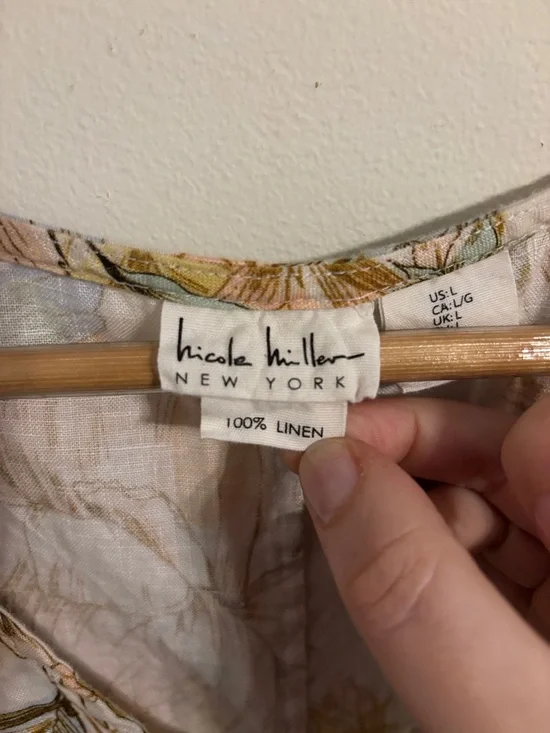 Nicole Miller
NEW YORK
100% LINEN
US: L
CA: L/G
UK: L